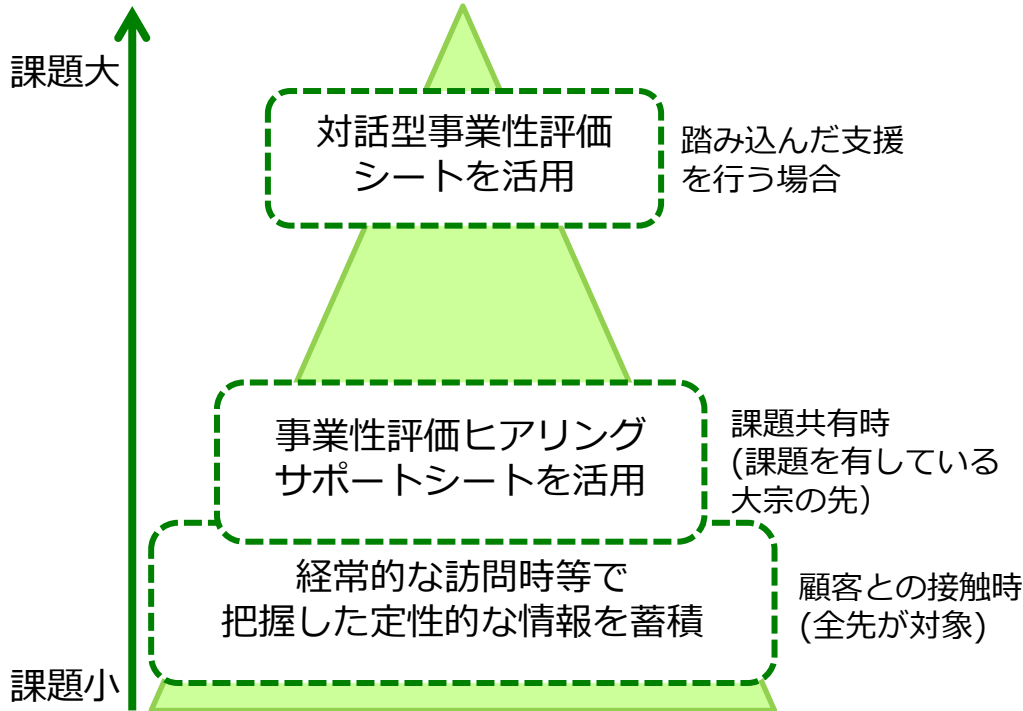 課題大
対話型事業性評価
シートを活用
踏み込んだ支援
を行う場合
事業性評価ヒアリング
サポートシートを活用
課題共有時
(課題を有している
大宗の先）
経常的な訪問時等で
把握した定性的な情報を蓄積
顧客との接触時
(全先が対象)
課題小